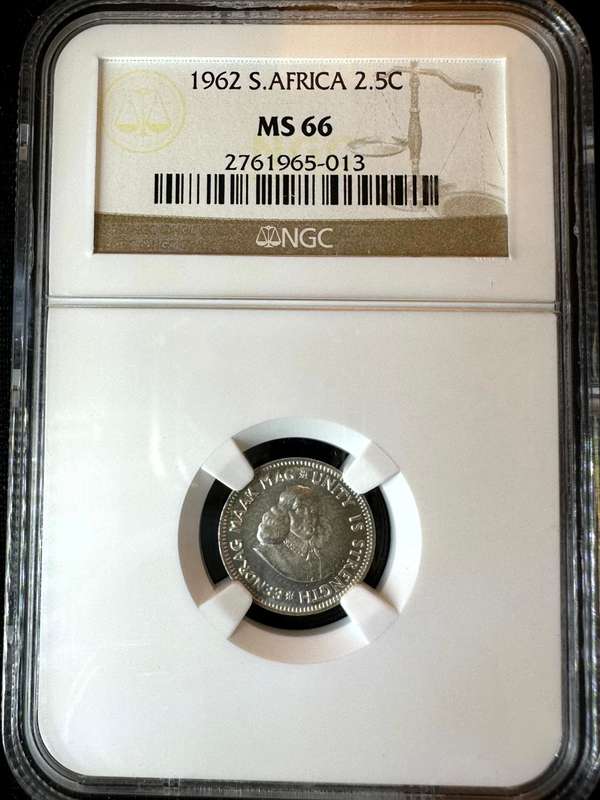 1962 S.AFRICA 2.5C
MS 66
2761965-013
NGC
EENDRAG MAAK MAG UNITY IS STRENGTH